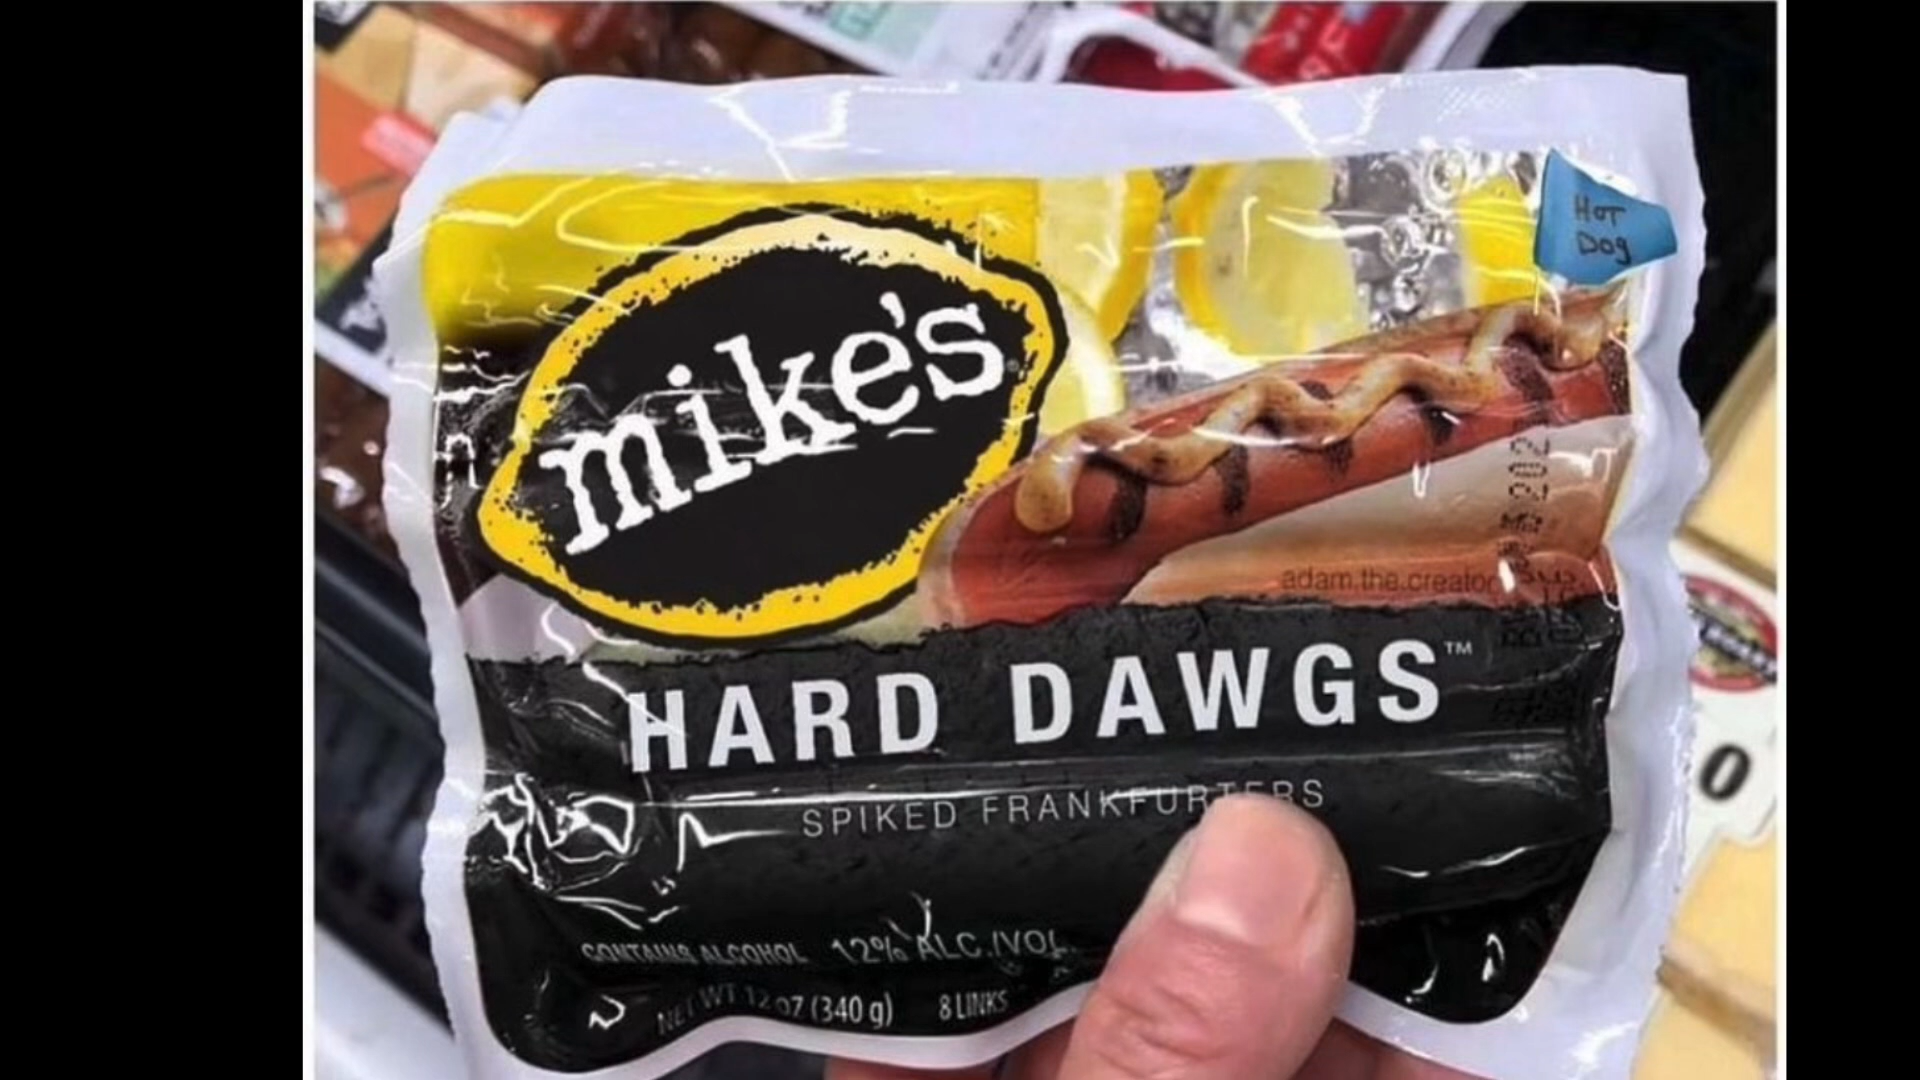 HOT
DOG
mike's
adam.the.creator
HARD DAWGS™
SPIKED FRANKFURTERS
CONTAINS ALCOHOL 12% ALC./VOL.
NET WT 12 OZ (340 g) 8 LINKS